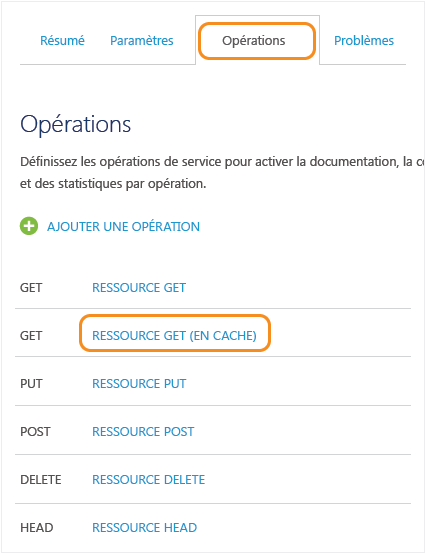 Résumé Paramètres Opérations Problèmes
Opérations
Définissez les opérations de service pour activer la documentation, la
et des statistiques par opération.
AJOUTER UNE OPÉRATION
GET RESSOURCE GET
GET RESSOURCE GET (EN CACHE)
PUT RESSOURCE PUT
POST RESSOURCE POST
DELETE RESSOURCE DELETE
HEAD RESSOURCE HEAD